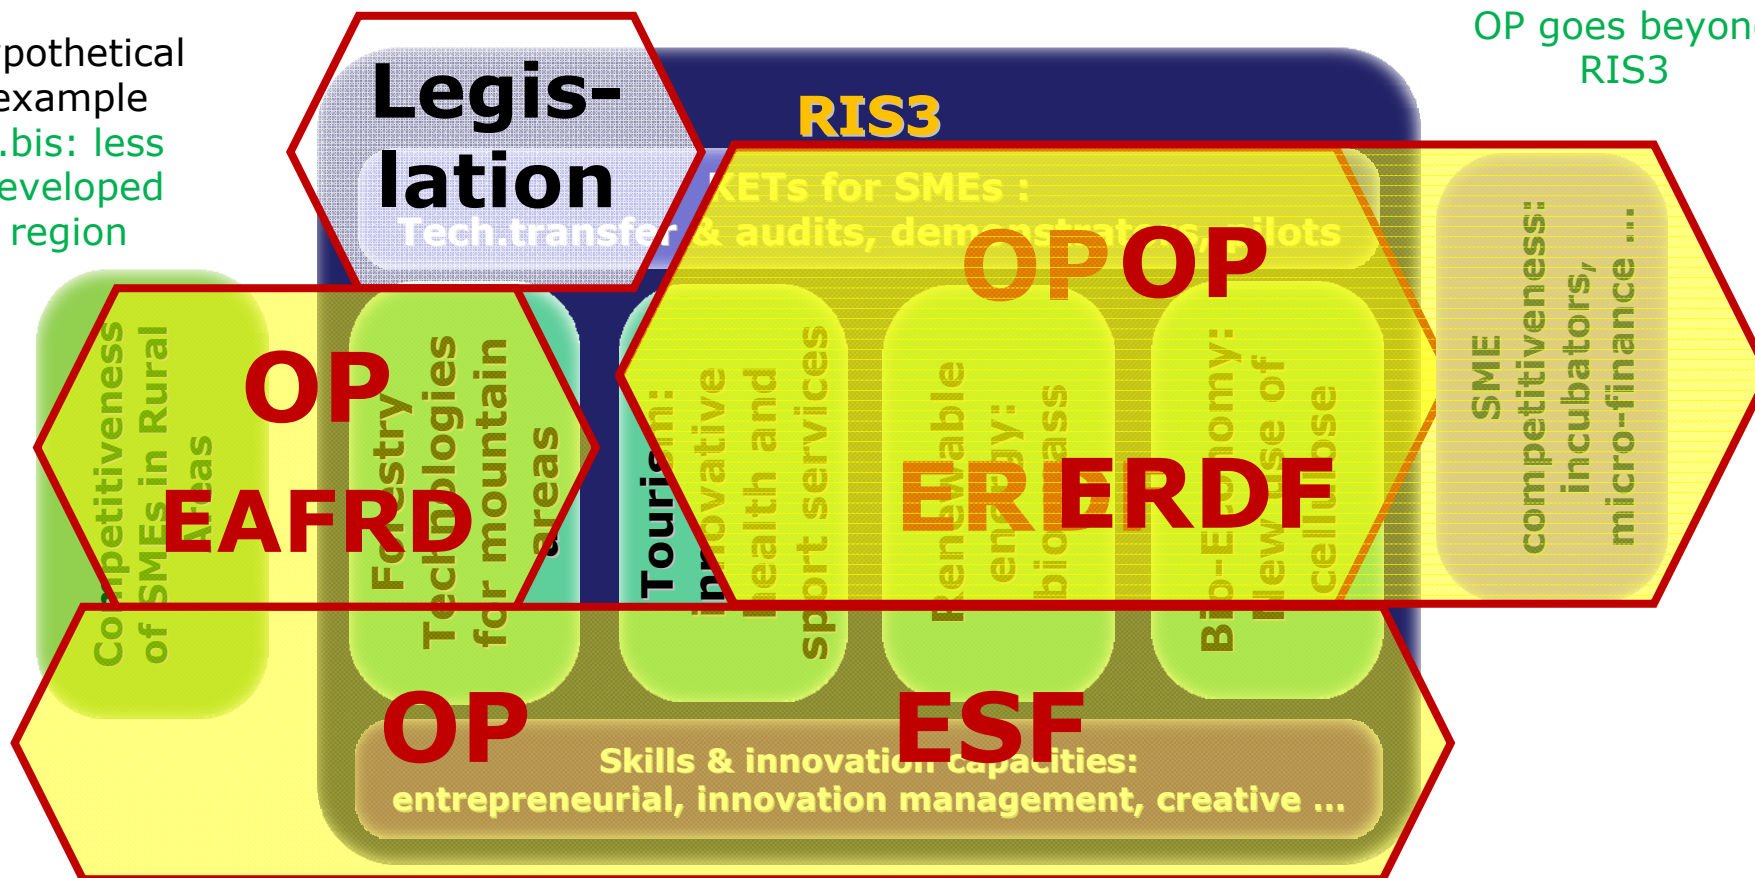 ypothetical
example
.bis: less
eveloped
region
OP goes beyon
RIS3
Legis-
lation
RIS3
KETs for SMEs :
Tech.transfer & audits, demonstrators, pilots
OP OP
ERDF ERDF
OP
EAFRD
Competitiveness
of SMEs in Rural
Areas
Forestry
Technologies
for mountain
areas
Tourism:
innovative
health and
sport services
Renewable
energy:
biomass
Bio-Economy:
New use of
cellulose
SME
competitiveness:
incubators,
micro-finance ...
OP ESF
Skills & innovation capacities:
entrepreneurial, innovation management, creative ...